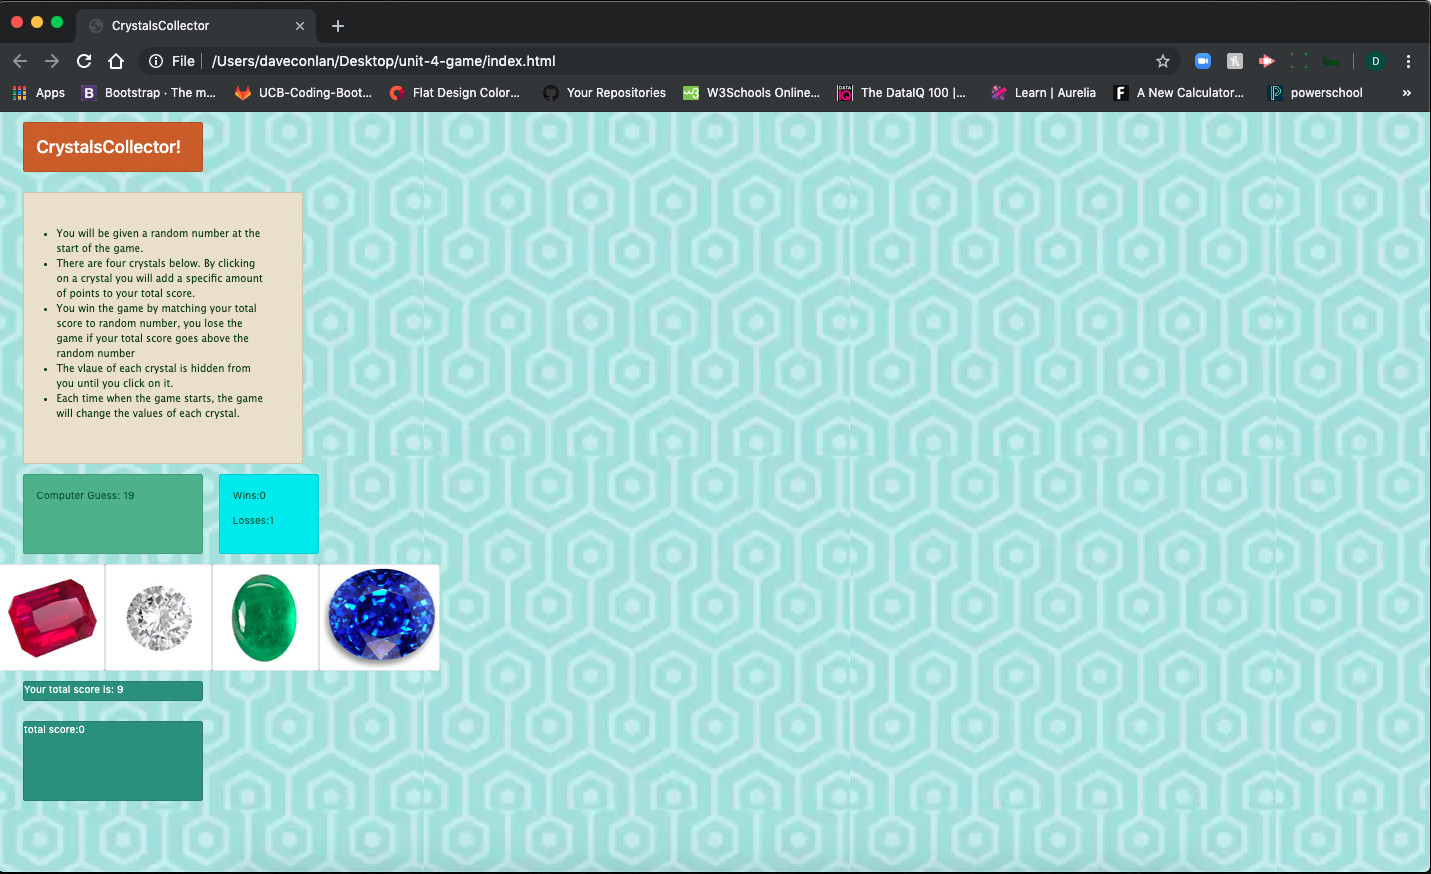 CrystalsCollector
File
/Users/daveconlan/Desktop/unit-4-game/index.html
D
Apps
B
Bootstrap · The m...
UCB-Coding-Boot...
Flat Design Color...
Your Repositories
W3Schools Online...
The DataIQ 100 |...
Learn | Aurelia
F
A New Calculator...
powerschool
»
CrystalsCollector!
• You will be given a random number at the
start of the game.
• There are four crystals below. By clicking
on a crystal you will add a specific amount
of points to your total score.
• You win the game by matching your total
score to random number, you lose the
game if your total score goes above the
random number
• The vlaue of each crystal is hidden from
you until you click on it.
• Each time when the game starts, the game
will change the values of each crystal.
Computer Guess: 19
Wins:0
Losses:1
Your total score is: 9
total score:0